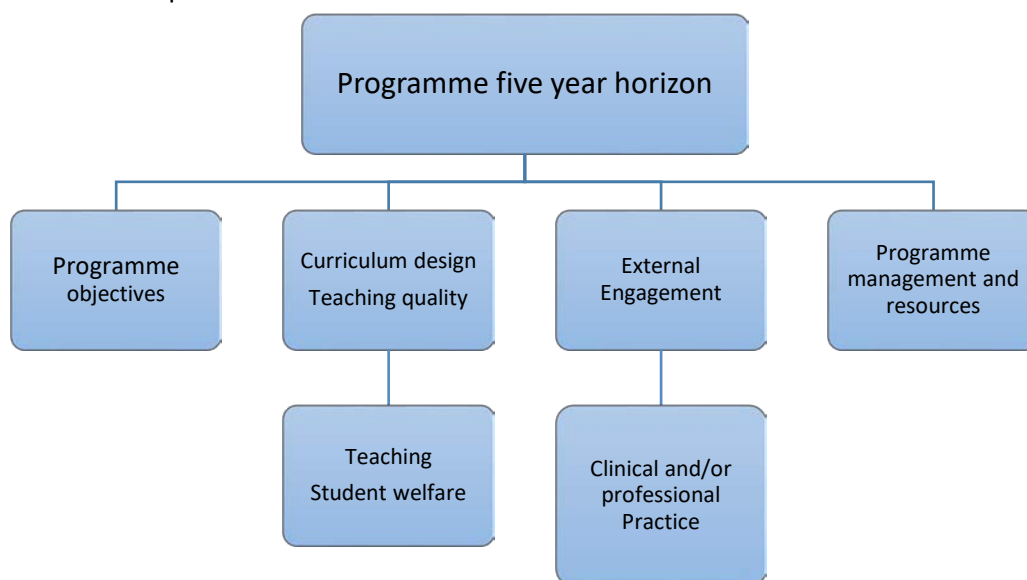 Programme five year horizon
Programme
objectives
Curriculum design
Teaching quality
External
Engagement
Programme
management and
resources
Teaching
Student welfare
Clinical and/or
professional
Practice